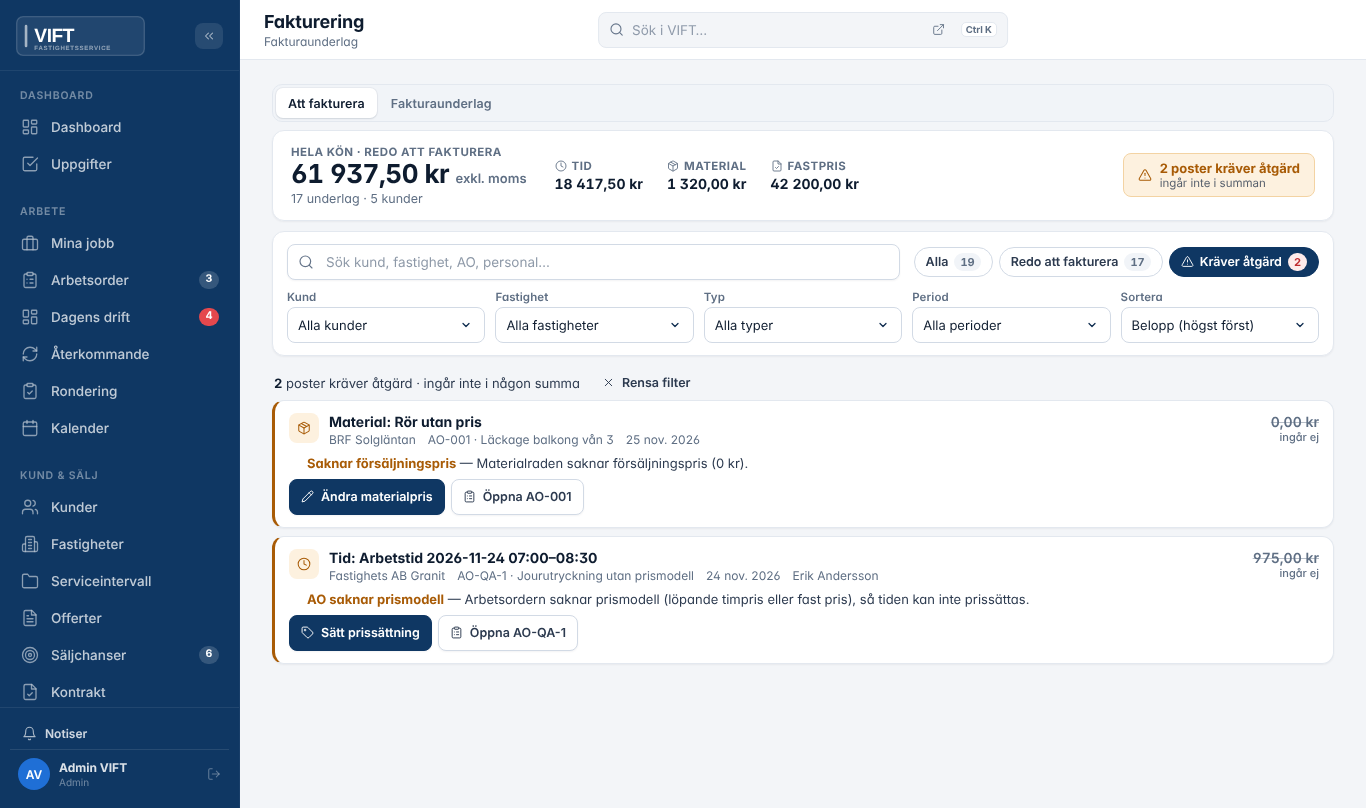 VIFT
FASTIGHETSSERVICE
DASHBOARD
Dashboard
Uppgifter
ARBETE
Mina jobb
Arbetsorder 3
Dagens drift 4
Återkommande
Rondering
Kalender
KUND & SÄLJ
Kunder
Fastigheter
Serviceintervall
Offerter
Säljchanser 6
Kontrakt
Notiser
AV Admin VIFT
Admin
Fakturering
Fakturaunderlag
Sök i VIFT... Ctrl K
Att fakturera Fakturaunderlag
HELA KÖN · REDO ATT FAKTURERA
61 937,50 kr exkl. moms
17 underlag · 5 kunder
TID MATERIAL FASTPRIS
18 417,50 kr 1 320,00 kr 42 200,00 kr
2 poster kräver åtgärd
ingår inte i summan
Sök kund, fastighet, AO, personal... Alla 19 Redo att fakturera 17 Kräver åtgärd 2
Kund Fastighet Typ Period Sortera
Alla kunder Alla fastigheter Alla typer Alla perioder Belopp (högst först)
2 poster kräver åtgärd · ingår inte i någon summa Rensa filter
Material: Rör utan pris 0,00 kr
BRF Solgläntan AO-001 · Läckage balkong vån 3 25 nov. 2026 ingår ej
Saknar försäljningspris — Materialraden saknar försäljningspris (0 kr).
Ändra materialpris Öppna AO-001
Tid: Arbetstid 2026-11-24 07:00–08:30 975,00 kr
Fastighets AB Granit AO-QA-1 · Jourutryckning utan prismodell 24 nov. 2026 Erik Andersson ingår ej
AO saknar prismodell — Arbetsordern saknar prismodell (löpande timpris eller fast pris), så tiden kan inte prissättas.
Sätt prissättning Öppna AO-QA-1